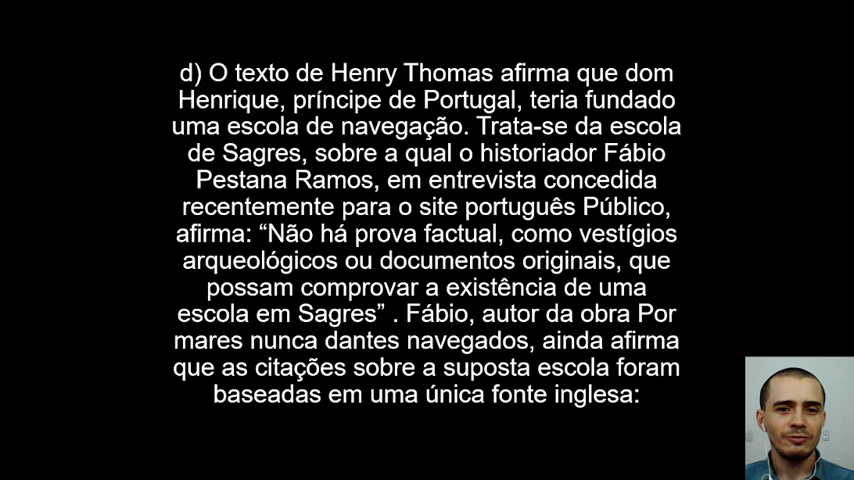 d) O texto de Henry Thomas afirma que dom
Henrique, príncipe de Portugal, teria fundado
uma escola de navegação. Trata-se da escola
de Sagres, sobre a qual o historiador Fábio
Pestana Ramos, em entrevista concedida
recentemente para o site português Público,
afirma: “Não há prova factual, como vestígios
arqueológicos ou documentos originais, que
possam comprovar a existência de uma
escola em Sagres” . Fábio, autor da obra Por
mares nunca dantes navegados, ainda afirma
que as citações sobre a suposta escola foram
baseadas em uma única fonte inglesa: